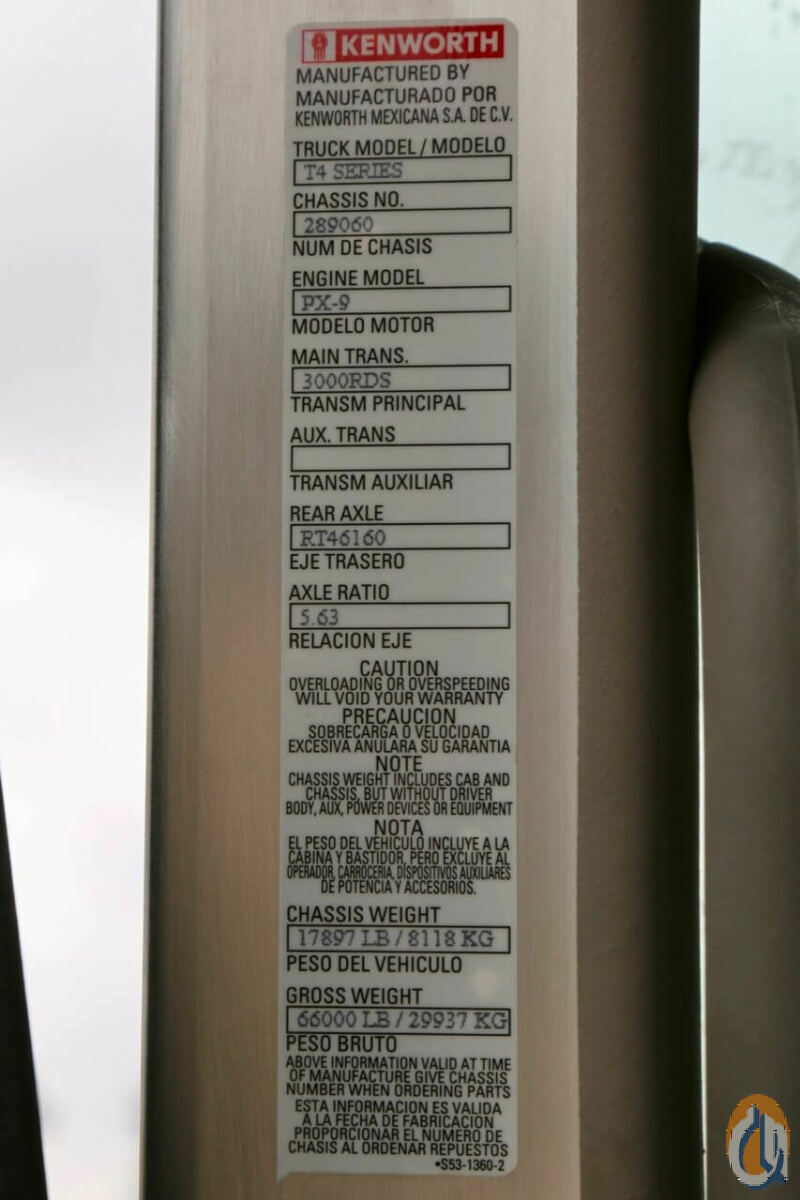 KENWORTH
MANUFACTURED BY
MANUFACTURADO POR
KENWORTH MEXICANA S.A. DE C.V.
TRUCK MODEL / MODELO
T4 SERIES
CHASSIS NO.
289060
NUM DE CHASIS
ENGINE MODEL
PX-9
MODELO MOTOR
MAIN TRANS.
3000RDS
TRANSM PRINCIPAL
AUX. TRANS
TRANSM AUXILIAR
REAR AXLE
RT46160
EJE TRASERO
AXLE RATIO
5.63
RELACION EJE
CAUTION
OVERLOADING OR OVERSPEEDING
WILL VOID YOUR WARRANTY
PRECAUCION
SOBRECARGA O VELOCIDAD
EXCESIVA ANULARA SU GARANTIA
NOTE
CHASSIS WEIGHT INCLUDES CAB AND
CHASSIS, BUT WITHOUT DRIVER
BODY, AUX, POWER DEVICES OR EQUIPMENT
NOTA
EL PESO DEL VEHICULO INCLUYE A LA
CABINA Y BASTIDOR, PERO EXCLUYE AL
OPERADOR, CARROCERIA, DISPOSITIVOS AUXILIARES
DE POTENCIA Y ACCESORIOS.
CHASSIS WEIGHT
17897 LB / 8118 KG
PESO DEL VEHICULO
GROSS WEIGHT
66000 LB / 29937 KG
PESO BRUTO
ABOVE INFORMATION VALID AT TIME
OF MANUFACTURE GIVE CHASSIS
NUMBER WHEN ORDERING PARTS
ESTA INFORMACION ES VALIDA
A LA FECHA DE FABRICACION
PROPORCIONAR EL NUMERO DE
CHASIS AL ORDENAR REPUESTOS
•S53-1360-2